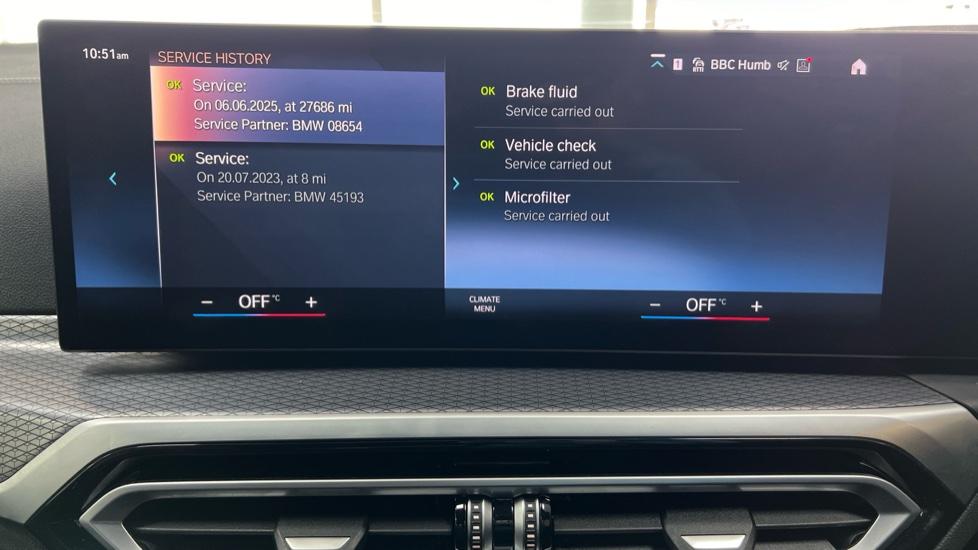 10:51am
SERVICE HISTORY
1 BBC Humb
OK Service:
On 06.06.2025, at 27686 mi
Service Partner: BMW 08654
OK Service:
On 20.07.2023, at 8 mi
Service Partner: BMW 45193
OK Brake fluid
Service carried out
OK Vehicle check
Service carried out
OK Microfilter
Service carried out
− OFF °C +
CLIMATE
MENU
− OFF °C +